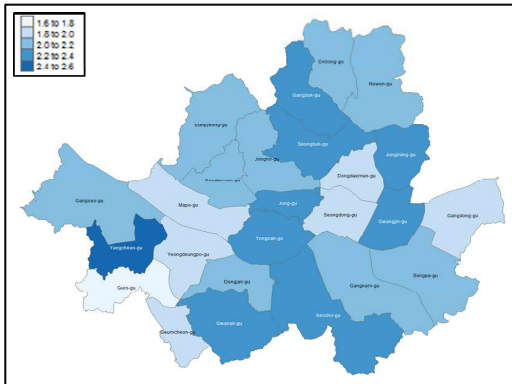 1.6 to 1.8
1.8 to 2.0
2.0 to 2.2
2.2 to 2.4
2.4 to 2.6
Dobong-gu
Nowon-gu
Gangbuk-gu
Eunpyeong-gu
Seongbuk-gu
Jungnang-gu
Jongno-gu
Dongdaemun-gu
Gangseo-gu
Mapo-gu
Jung-gu
Seongdong-gu
Gwangjin-gu
Gangdong-gu
Yangcheon-gu
Yeongdeungpo-gu
Yongsan-gu
Songpa-gu
Guro-gu
Dongjak-gu
Gangnam-gu
Geumcheon-gu
Gwanak-gu
Seocho-gu